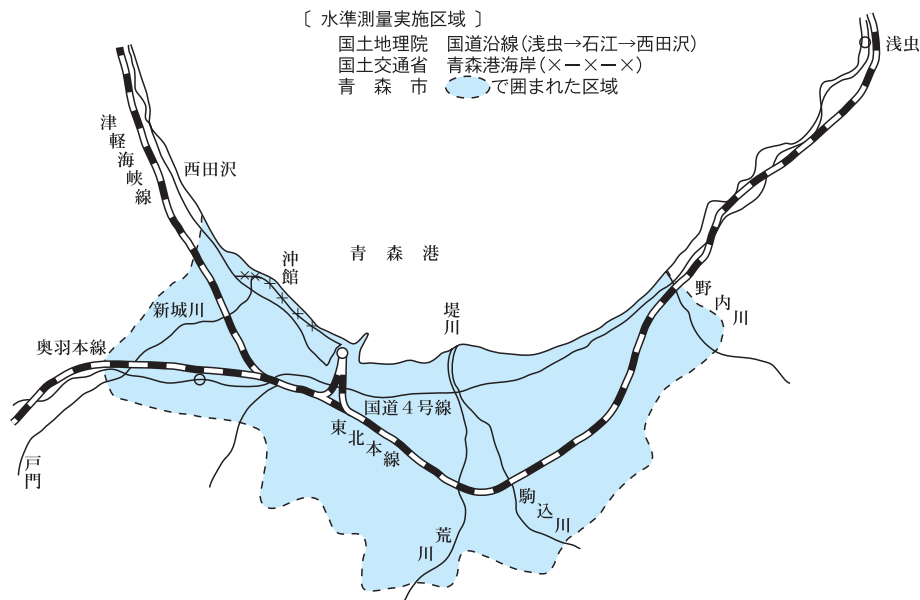 〔 水準測量実施区域 〕
国土地理院　国道沿線(浅虫→石江→西田沢)
国土交通省　青森港海岸(×－×－×)
青　森　市　で囲まれた区域
浅虫
津軽海峡線
西田沢
青　森　港
沖館
野内川
新城川
堤川
奥羽本線
国道４号線
東北本線
戸門
駒込川
荒川